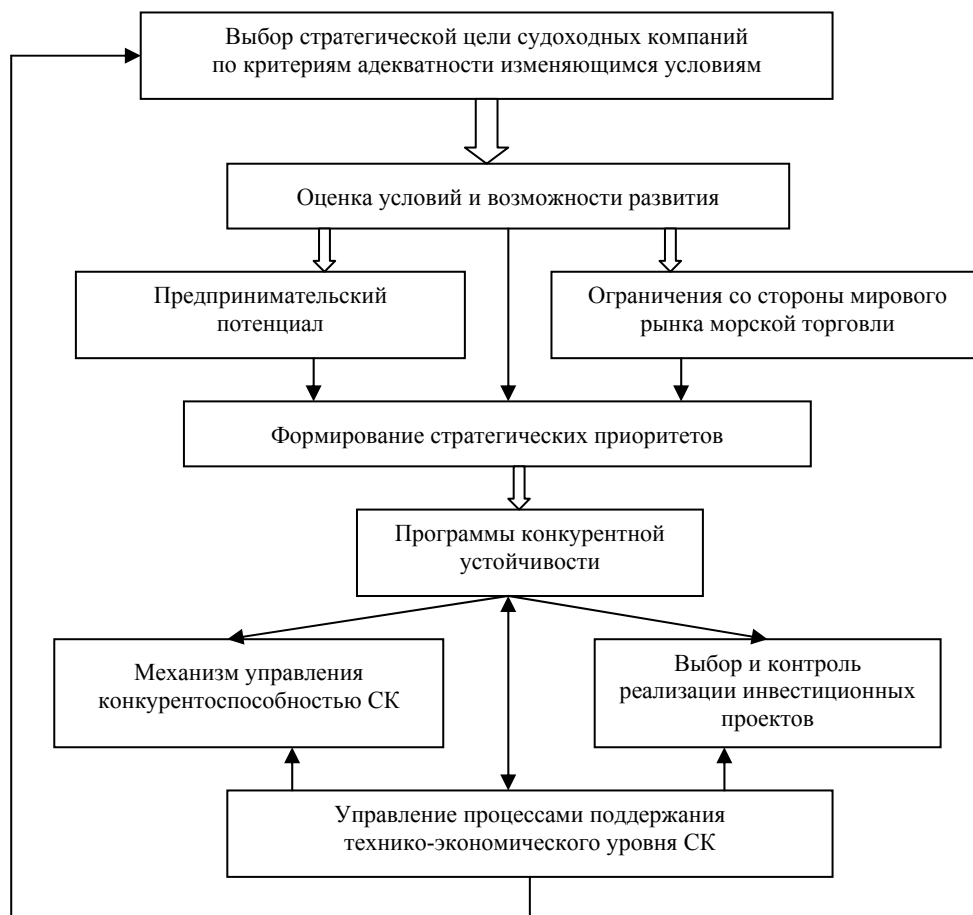 Выбор стратегической цели судоходных компаний
по критериям адекватности изменяющимся условиям
Оценка условий и возможности развития
Предпринимательский
потенциал
Ограничения со стороны мирового
рынка морской торговли
Формирование стратегических приоритетов
Программы конкурентной
устойчивости
Механизм управления
конкурентоспособностью СК
Выбор и контроль
реализации инвестиционных
проектов
Управление процессами поддержания
технико-экономического уровня СК